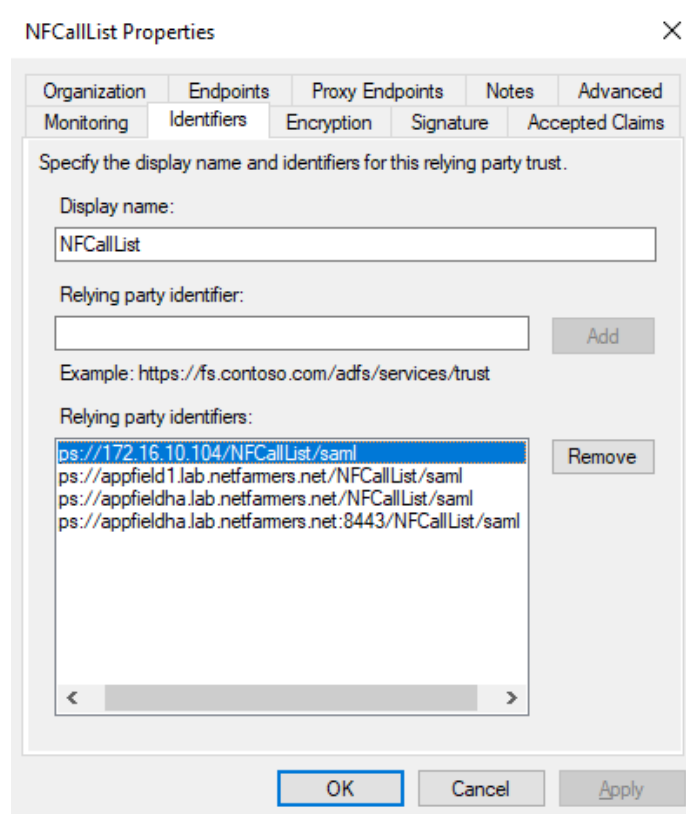 NFCallList Properties
Organization Endpoints Proxy Endpoints Notes Advanced
Monitoring Identifiers Encryption Signature Accepted Claims
Specify the display name and identifiers for this relying party trust.
Display name:
NFCallList
Relying party identifier:
Add
Example: https://fs.contoso.com/adfs/services/trust
Relying party identifiers:
ps://172.16.10.104/NFCallList/saml
Remove
ps://appfield1.lab.netfarmers.net/NFCallList/saml
ps://appfieldha.lab.netfarmers.net/NFCallList/saml
ps://appfieldha.lab.netfarmers.net:8443/NFCallList/saml
OK Cancel Apply